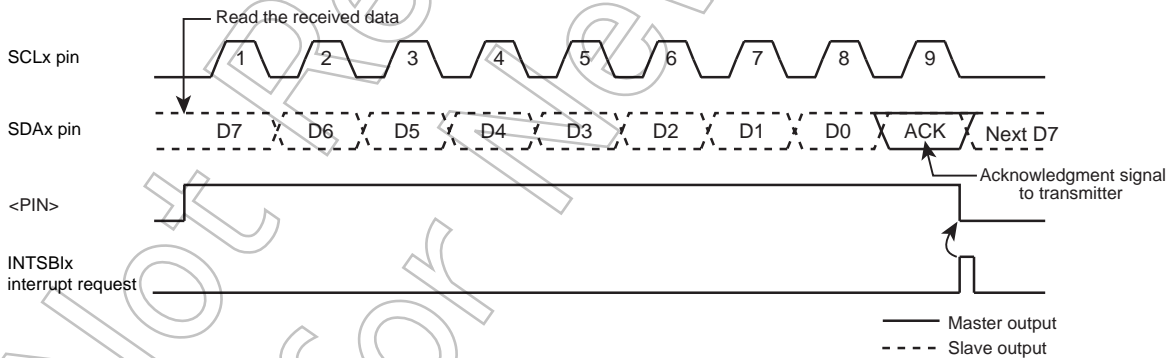 Read the received data
SCLx pin
1 2 3 4 5 6 7 8 9
SDAx pin
D7 D6 D5 D4 D3 D2 D1 D0 ACK Next D7
Acknowledgment signal
to transmitter
<PIN>
INTSBIx
interrupt request
Master output
Slave output